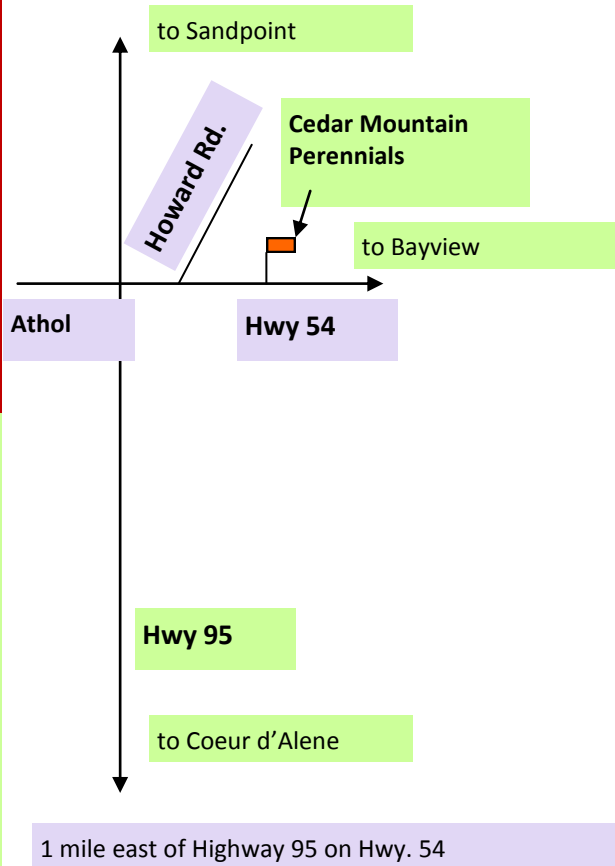 to Sandpoint
Howard Rd.
Cedar Mountain
Perennials
to Bayview
Athol
Hwy 54
Hwy 95
to Coeur d’Alene
1 mile east of Highway 95 on Hwy. 54